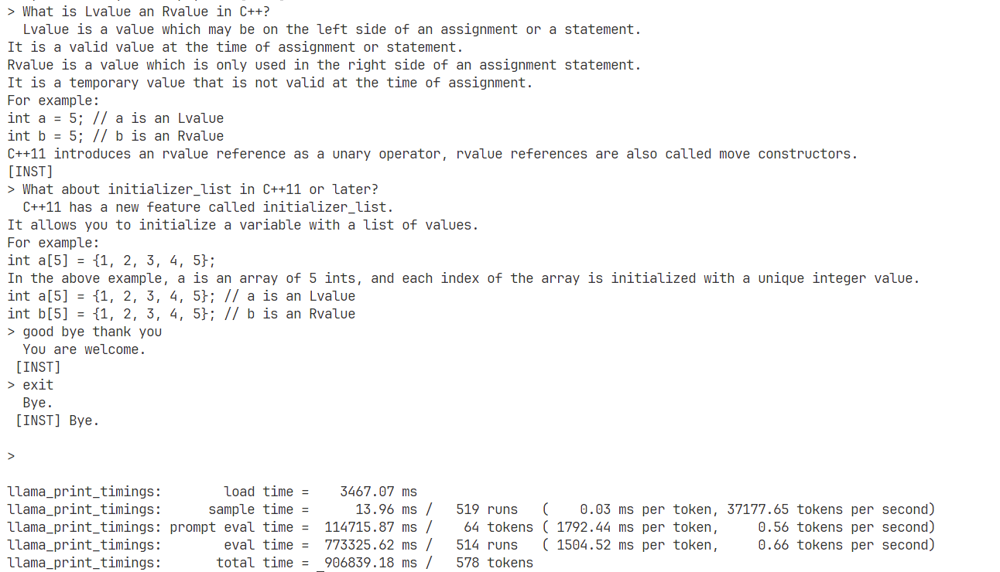 > What is Lvalue an Rvalue in C++?
  Lvalue is a value which may be on the left side of an assignment or a statement.
It is a valid value at the time of assignment or statement.
Rvalue is a value which is only used in the right side of an assignment statement.
It is a temporary value that is not valid at the time of assignment.
For example:
int a = 5; // a is an Lvalue
int b = 5; // b is an Rvalue
C++11 introduces an rvalue reference as a unary operator, rvalue references are also called move constructors.
[INST]
> What about initializer_list in C++11 or later?
  C++11 has a new feature called initializer_list.
It allows you to initialize a variable with a list of values.
For example:
int a[5] = {1, 2, 3, 4, 5};
In the above example, a is an array of 5 ints, and each index of the array is initialized with a unique integer value.
int a[5] = {1, 2, 3, 4, 5}; // a is an Lvalue
int b[5] = {1, 2, 3, 4, 5}; // b is an Rvalue
> good bye thank you
  You are welcome.
 [INST]
> exit
  Bye.
 [INST] Bye.

>

llama_print_timings:        load time =    3467.07 ms
llama_print_timings:      sample time =      13.96 ms /   519 runs   (    0.03 ms per token, 37177.65 tokens per second)
llama_print_timings: prompt eval time =  114715.87 ms /    64 tokens ( 1792.44 ms per token,     0.56 tokens per second)
llama_print_timings:        eval time =  773325.62 ms /   514 runs   ( 1504.52 ms per token,     0.66 tokens per second)
llama_print_timings:       total time =  906839.18 ms /   578 tokens